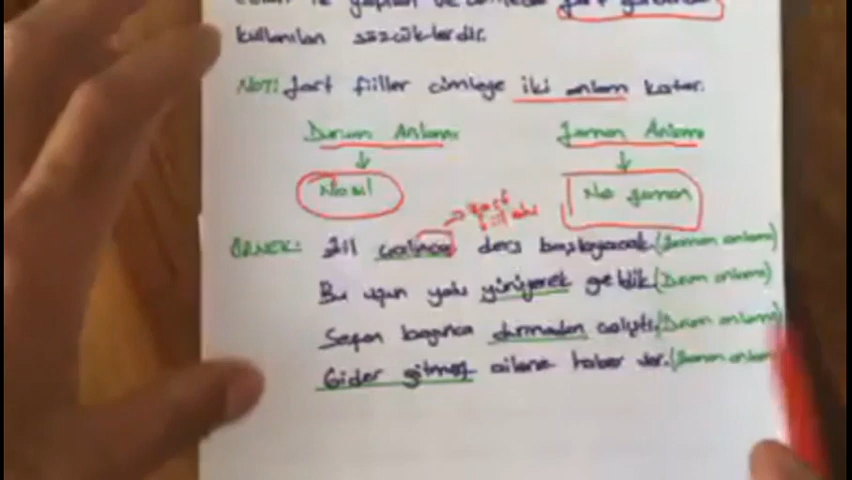 kullanılan sözcüklerdir.
NOT: Zarf fiiller cümleye iki anlam katar.
Durum Anlamı Zaman Anlamı
Nasıl Ne zaman
zarf fiil eki
ÖRNEK: Zil çalınca ders başlayacak. (Zaman anlamı)
Bu uzun yolu yürüyerek geldik. (Durum anlamı)
boyunca durmadan çalıştı. (Durum anlamı)
Gider gitmez ailene haber ver. (Zaman anlamı)